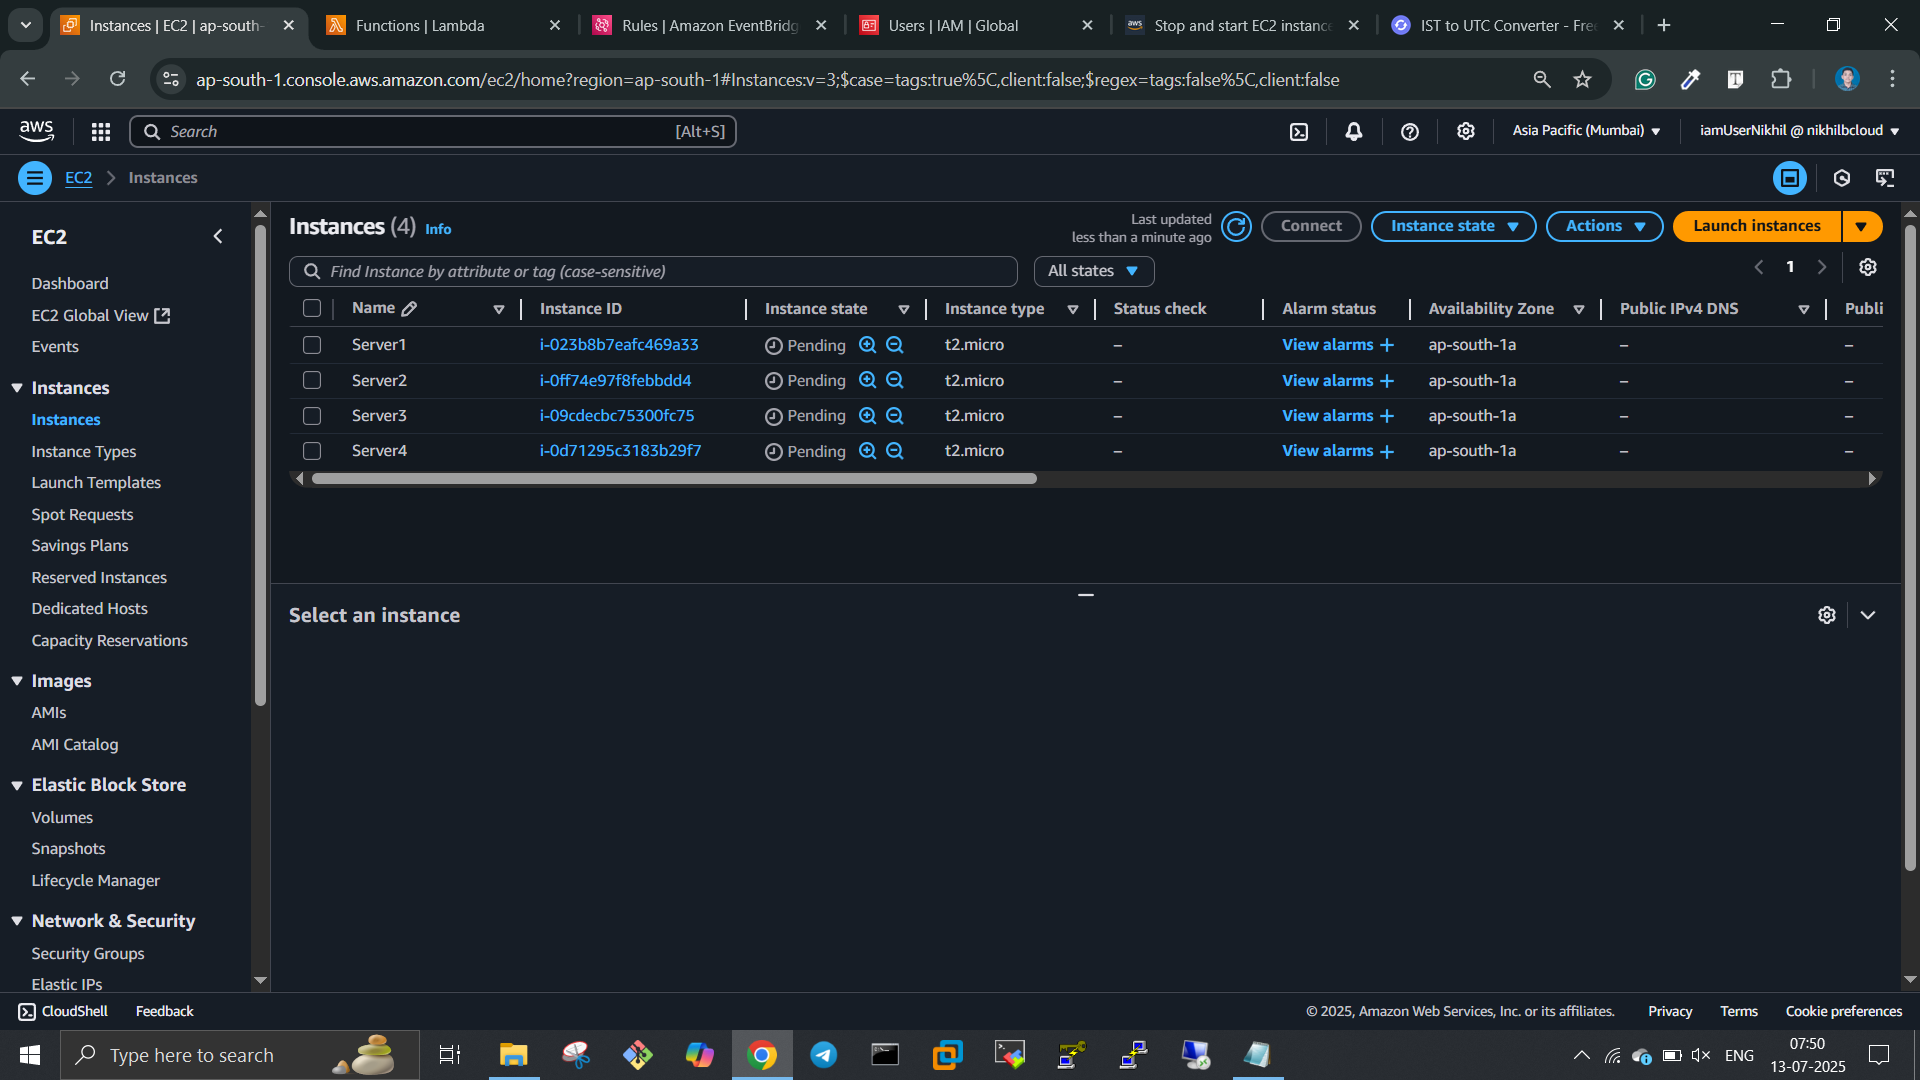 Instances | EC2 | ap-south-
Functions | Lambda
Rules | Amazon EventBridg
Users | IAM | Global
Stop and start EC2 instance
IST to UTC Converter - Fre
ap-south-1.console.aws.amazon.com/ec2/home?region=ap-south-1#Instances:v=3;$case=tags:true%5C,client:false;$regex=tags:false%5C,client:false
aws
Search
[Alt+S]
Asia Pacific (Mumbai)
iamUserNikhil @ nikhilbcloud
EC2
Instances
EC2
Dashboard
EC2 Global View
Events
Instances
Instances
Instance Types
Launch Templates
Spot Requests
Savings Plans
Reserved Instances
Dedicated Hosts
Capacity Reservations
Images
AMIs
AMI Catalog
Elastic Block Store
Volumes
Snapshots
Lifecycle Manager
Network & Security
Security Groups
Elastic IPs
Instances (4) Info
Last updated
less than a minute ago
Connect
Instance state
Actions
Launch instances
Find Instance by attribute or tag (case-sensitive)
All states
1
Name Instance ID Instance state Instance type Status check Alarm status Availability Zone Public IPv4 DNS Publi
Server1 i-023b8b7eafc469a33 Pending t2.micro – View alarms + ap-south-1a – –
Server2 i-0ff74e97f8febbdd4 Pending t2.micro – View alarms + ap-south-1a – –
Server3 i-09cdecbc75300fc75 Pending t2.micro – View alarms + ap-south-1a – –
Server4 i-0d71295c3183b29f7 Pending t2.micro – View alarms + ap-south-1a – –
Select an instance
CloudShell
Feedback
© 2025, Amazon Web Services, Inc. or its affiliates.
Privacy
Terms
Cookie preferences
Type here to search
ENG
07:50
13-07-2025